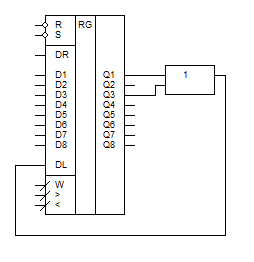 R RG
S
DR
D1 Q1 1
D2 Q2
D3 Q3
D4 Q4
D5 Q5
D6 Q6
D7 Q7
D8 Q8
DL
W
>
<